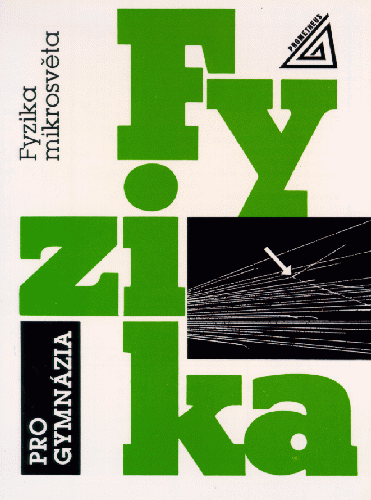 Fyzika
mikrosvěta
PROMETHEUS
Fy
zi
ka
PRO
GYMNÁZIA